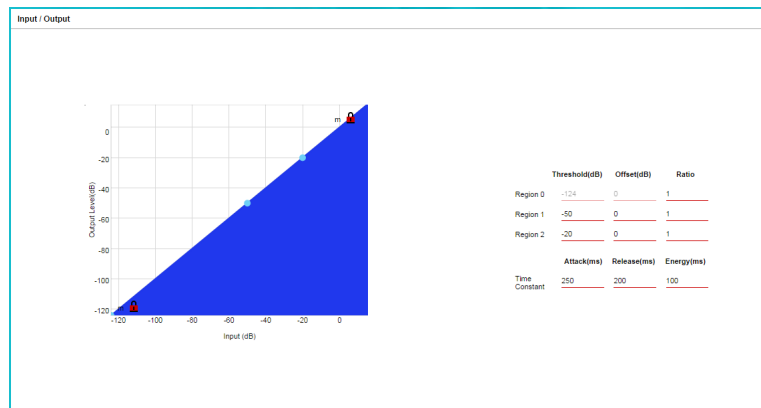 Input / Output
m
0
-20
-40
-60
-80
-100
-120
Output Level(dB)
-120 -100 -80 -60 -40 -20 0
Input (dB)
Threshold(dB) Offset(dB) Ratio
Region 0 -124 0 1
Region 1 -50 0 1
Region 2 -20 0 1
Attack(ms) Release(ms) Energy(ms)
Time
Constant 250 200 100